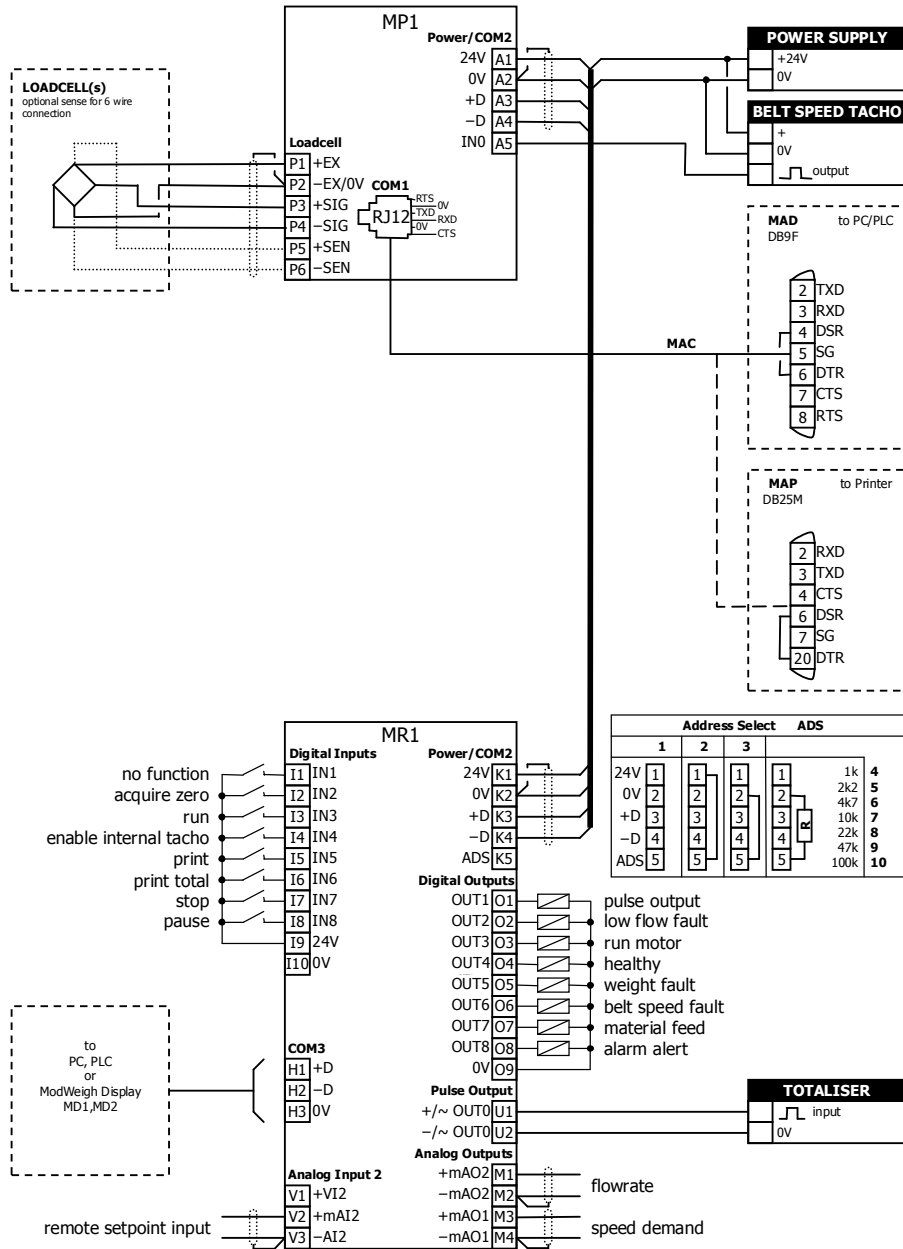 MP1
Power/COM2
24V A1
0V A2
+D A3
−D A4
IN0 A5
POWER SUPPLY
+24V
0V
BELT SPEED TACHO
+
0V
output
LOADCELL(s)
optional sense for 6 wire
connection
Loadcell
P1 +EX
P2 −EX/0V
P3 +SIG
P4 −SIG
P5 +SEN
P6 −SEN
COM1
RJ12
RTS
0V
TXD
RXD
0V
CTS
MAC
MAD to PC/PLC
DB9F
2 TXD
3 RXD
4 DSR
5 SG
6 DTR
7 CTS
8 RTS
MAP to Printer
DB25M
2 RXD
3 TXD
4 CTS
6 DSR
7 SG
20 DTR
MR1
Digital Inputs
no function I1 IN1
acquire zero I2 IN2
run I3 IN3
enable internal tacho I4 IN4
print I5 IN5
print total I6 IN6
stop I7 IN7
pause I8 IN8
I9 24V
I10 0V
Power/COM2
24V K1
0V K2
+D K3
−D K4
ADS K5
Address Select ADS
1 2 3
24V 1 1 1 1 1k 4
0V 2 2 2 2 2k2 5
+D 3 3 3 3 4k7 6
10k 7
−D 4 4 4 4 22k 8
47k 9
ADS 5 5 5 5 100k 10
R
Digital Outputs
OUT1 O1 pulse output
OUT2 O2 low flow fault
OUT3 O3 run motor
OUT4 O4 healthy
OUT5 O5 weight fault
OUT6 O6 belt speed fault
OUT7 O7 material feed
OUT8 O8 alarm alert
0V O9
to
PC, PLC
or
ModWeigh Display
MD1,MD2
COM3
H1 +D
H2 −D
H3 0V
Pulse Output
+/~ OUT0 U1
−/~ OUT0 U2
TOTALISER
input
0V
Analog Outputs
+mAO2 M1
−mAO2 M2
flowrate
+mAO1 M3
−mAO1 M4
speed demand
Analog Input 2
V1 +VI2
V2 +mAI2
V3 −AI2
remote setpoint input